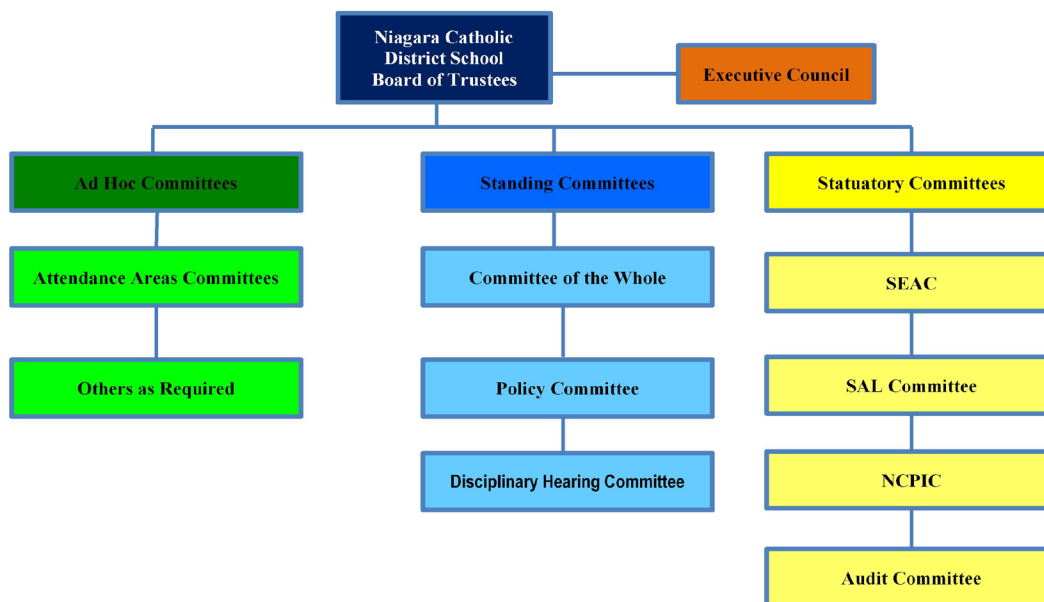 Niagara Catholic
District School
Board of Trustees
Executive Council
Ad Hoc Committees
Standing Committees
Statuatory Committees
Attendance Areas Committees
Committee of the Whole
SEAC
Others as Required
Policy Committee
SAL Committee
Disciplinary Hearing Committee
NCPIC
Audit Committee